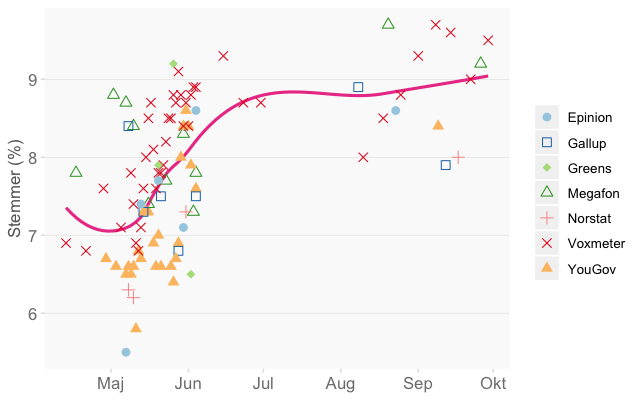 Stemmer (%)
9
8
7
6
Maj Jun Jul Aug Sep Okt
Epinion
Gallup
Greens
Megafon
Norstat
Voxmeter
YouGov